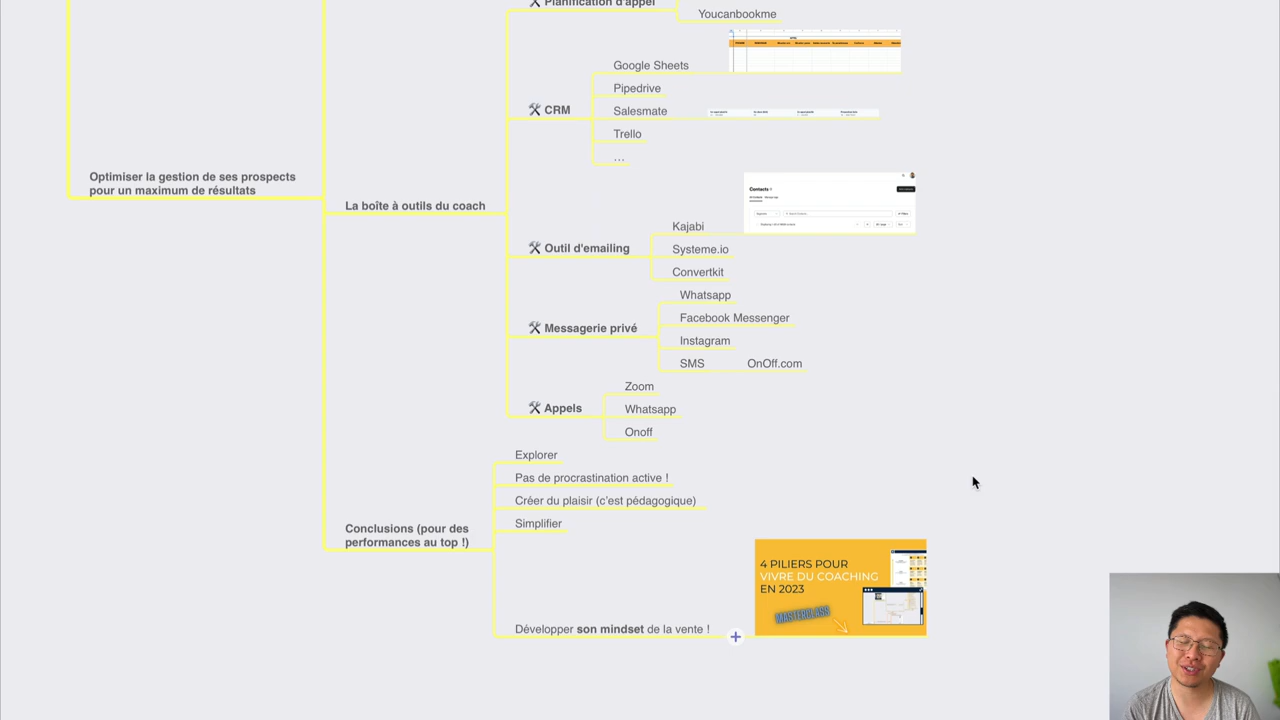 Planification d'appel
Youcanbookme
Google Sheets
Pipedrive
🛠 CRM
Salesmate
Trello
...
Optimiser la gestion de ses prospects
pour un maximum de résultats
La boîte à outils du coach
Contacts
Kajabi
🛠 Outil d'emailing
Systeme.io
Convertkit
Whatsapp
Facebook Messenger
🛠 Messagerie privé
Instagram
SMS
OnOff.com
Zoom
🛠 Appels
Whatsapp
Onoff
Explorer
Pas de procrastination active !
Créer du plaisir (c'est pédagogique)
Simplifier
Conclusions (pour des
performances au top !)
4 PILIERS POUR
VIVRE DU COACHING
EN 2023
MASTERCLASS
Développer son mindset de la vente !